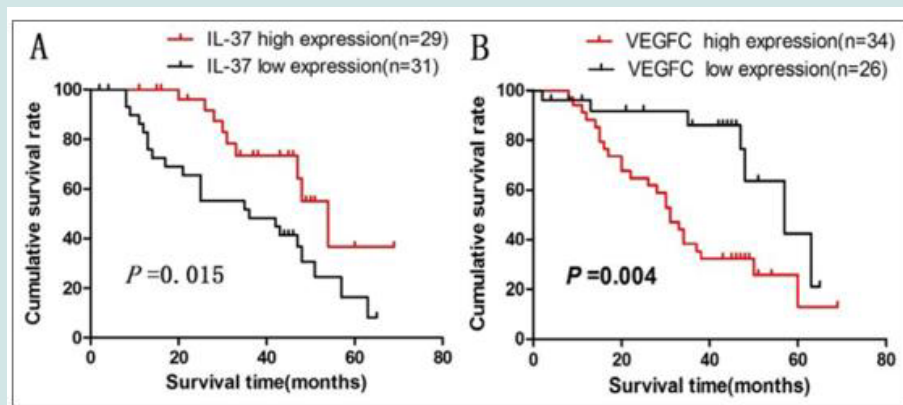 A
IL-37 high expression(n=29)
IL-37 low expression(n=31)
Cumulative survival rate
100
80
60
40
20
0
P=0.015
0 20 40 60 80
Survival time(months)
B
VEGFC high expression(n=34)
VEGFC low expression(n=26)
Cumulative survival rate
100
80
60
40
20
0
P=0.004
0 20 40 60 80
Survival time(months)